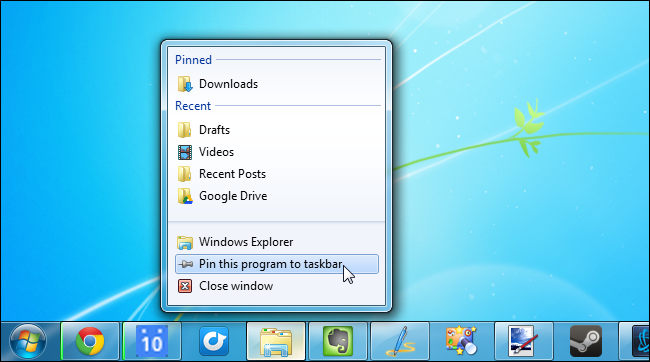 Pinned
Downloads
Recent
Drafts
Videos
Recent Posts
Google Drive
Windows Explorer
Pin this program to taskbar
Close window
10